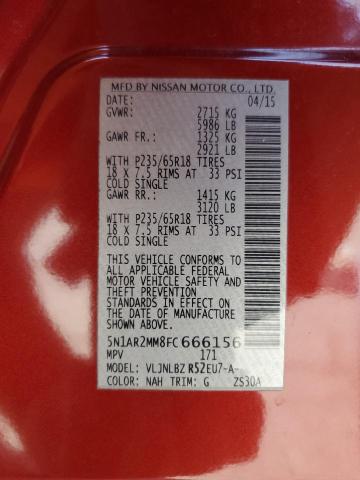 MFD BY NISSAN MOTOR CO., LTD.
DATE: 04/15
GVWR: 2715 KG
5986 LB
GAWR FR.: 1325 KG
2921 LB
WITH P235/65R18 TIRES
18 X 7.5 RIMS AT 33 PSI
COLD SINGLE
GAWR RR.: 1415 KG
3120 LB
WITH P235/65R18 TIRES
18 X 7.5 RIMS AT 33 PSI
COLD SINGLE
THIS VEHICLE CONFORMS TO
ALL APPLICABLE FEDERAL
MOTOR VEHICLE SAFETY AND
THEFT PREVENTION
STANDARDS IN EFFECT ON
THE DATE OF MANUFACTURE
SHOWN ABOVE.
5N1AR2MM8FC666156
MPV 171
MODEL: VLJNLBZ R52EU7-A-
COLOR: NAH TRIM: G ZS30A